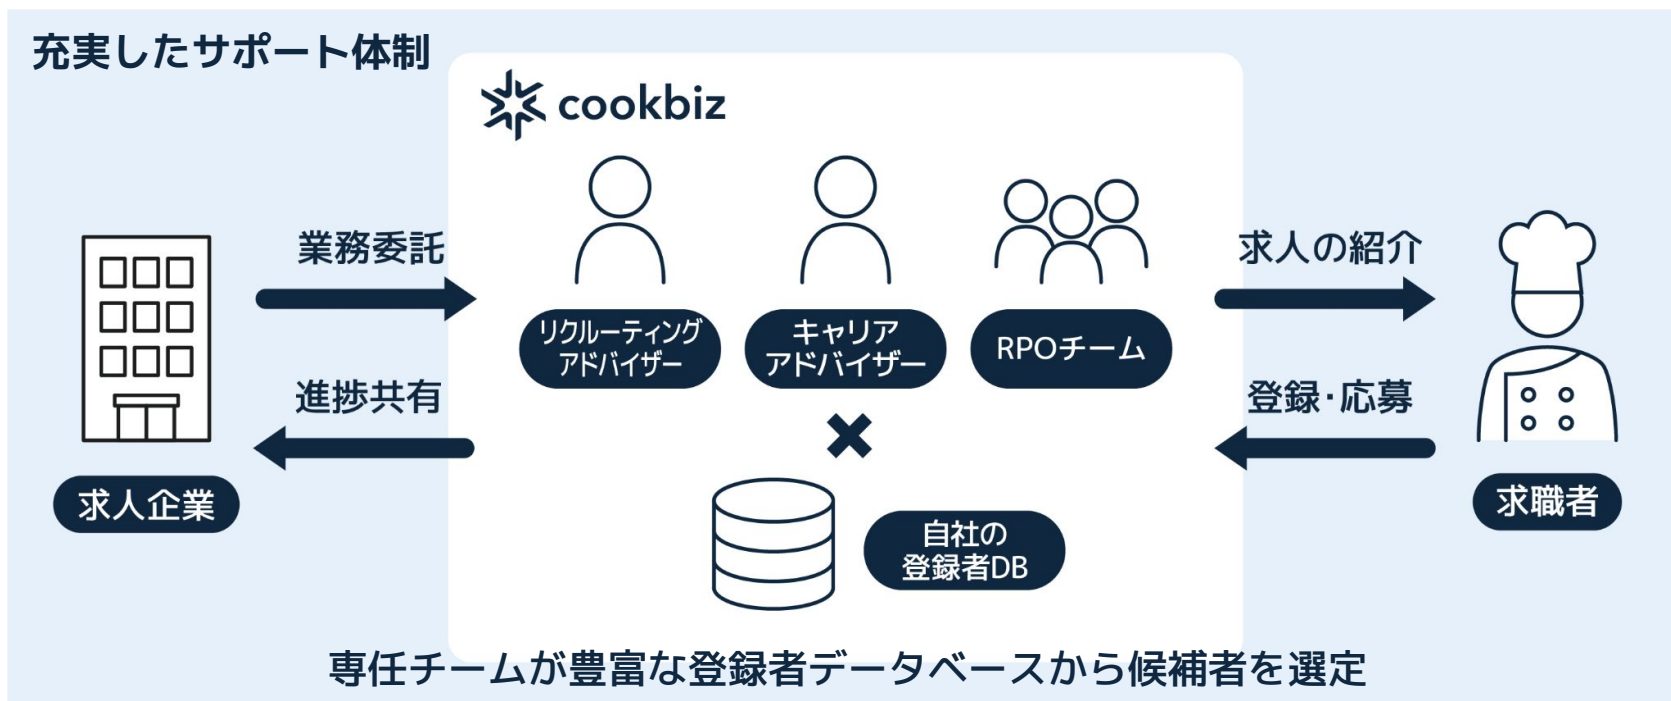 充実したサポート体制
cookbiz
業務委託
進捗共有
求人企業
リクルーティング
アドバイザー
キャリア
アドバイザー
RPOチーム
自社の
登録者DB
求人の紹介
登録・応募
求職者
専任チームが豊富な登録者データベースから候補者を選定